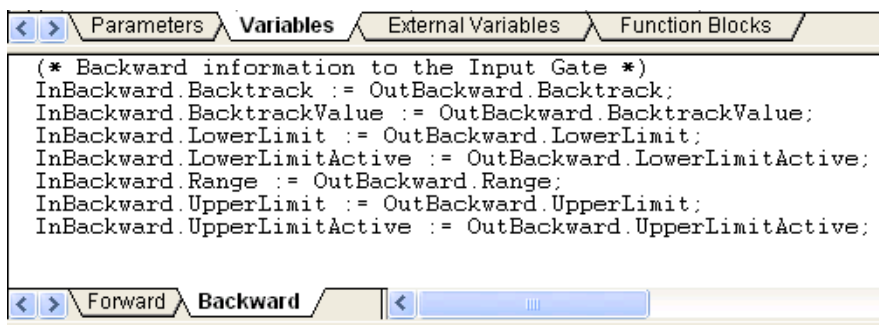 Parameters Variables External Variables Function Blocks
(* Backward information to the Input Gate *)
InBackward.Backtrack := OutBackward.Backtrack;
InBackward.BacktrackValue := OutBackward.BacktrackValue;
InBackward.LowerLimit := OutBackward.LowerLimit;
InBackward.LowerLimitActive := OutBackward.LowerLimitActive;
InBackward.Range := OutBackward.Range;
InBackward.UpperLimit := OutBackward.UpperLimit;
InBackward.UpperLimitActive := OutBackward.UpperLimitActive;
Forward Backward